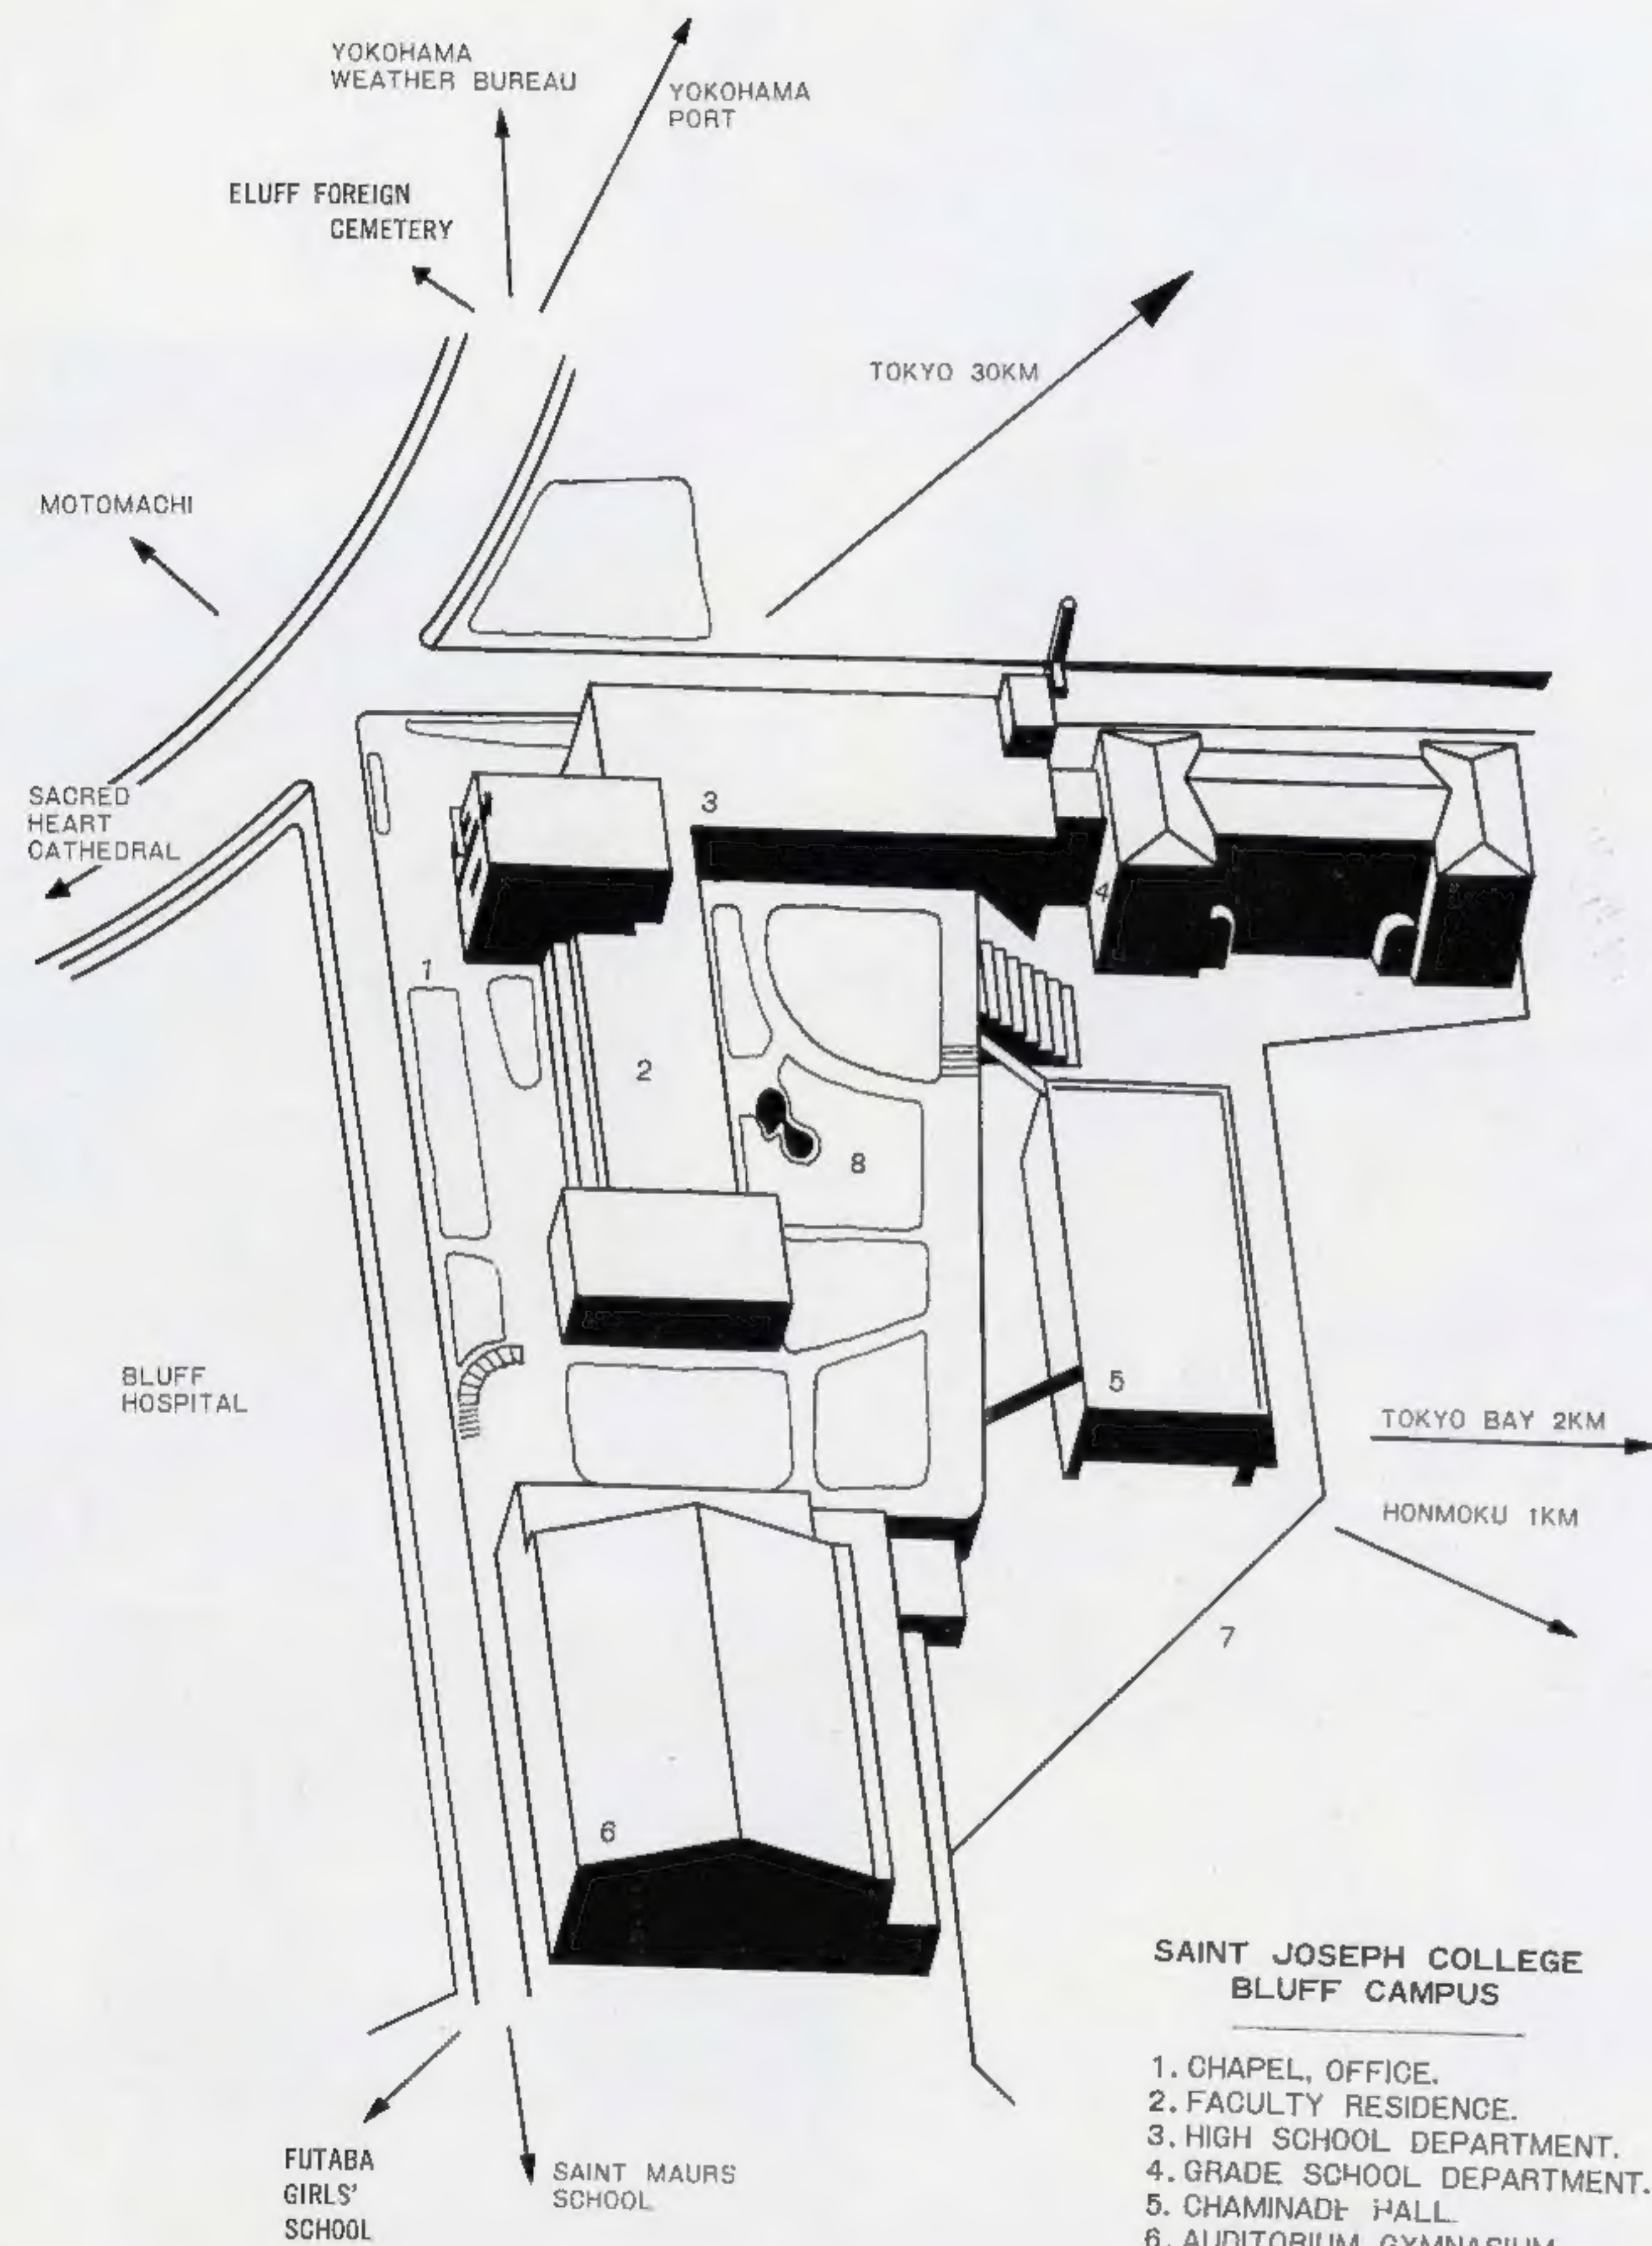 YOKOHAMA
WEATHER BUREAU
YOKOHAMA
PORT
ELUFF FOREIGN
CEMETERY
TOKYO 30KM
MOTOMACHI
SACRED
HEART
CATHEDRAL
3
4
1
2
8
BLUFF
HOSPITAL
5
TOKYO BAY 2KM
HONMOKU 1KM
7
6
SAINT JOSEPH COLLEGE
BLUFF CAMPUS
1. CHAPEL, OFFICE.
2. FACULTY RESIDENCE.
3. HIGH SCHOOL DEPARTMENT.
4. GRADE SCHOOL DEPARTMENT.
5. CHAMINADE HALL
6. AUDITORIUM GYMNASIUM
FUTABA
GIRLS'
SCHOOL
SAINT MAURS
SCHOOL